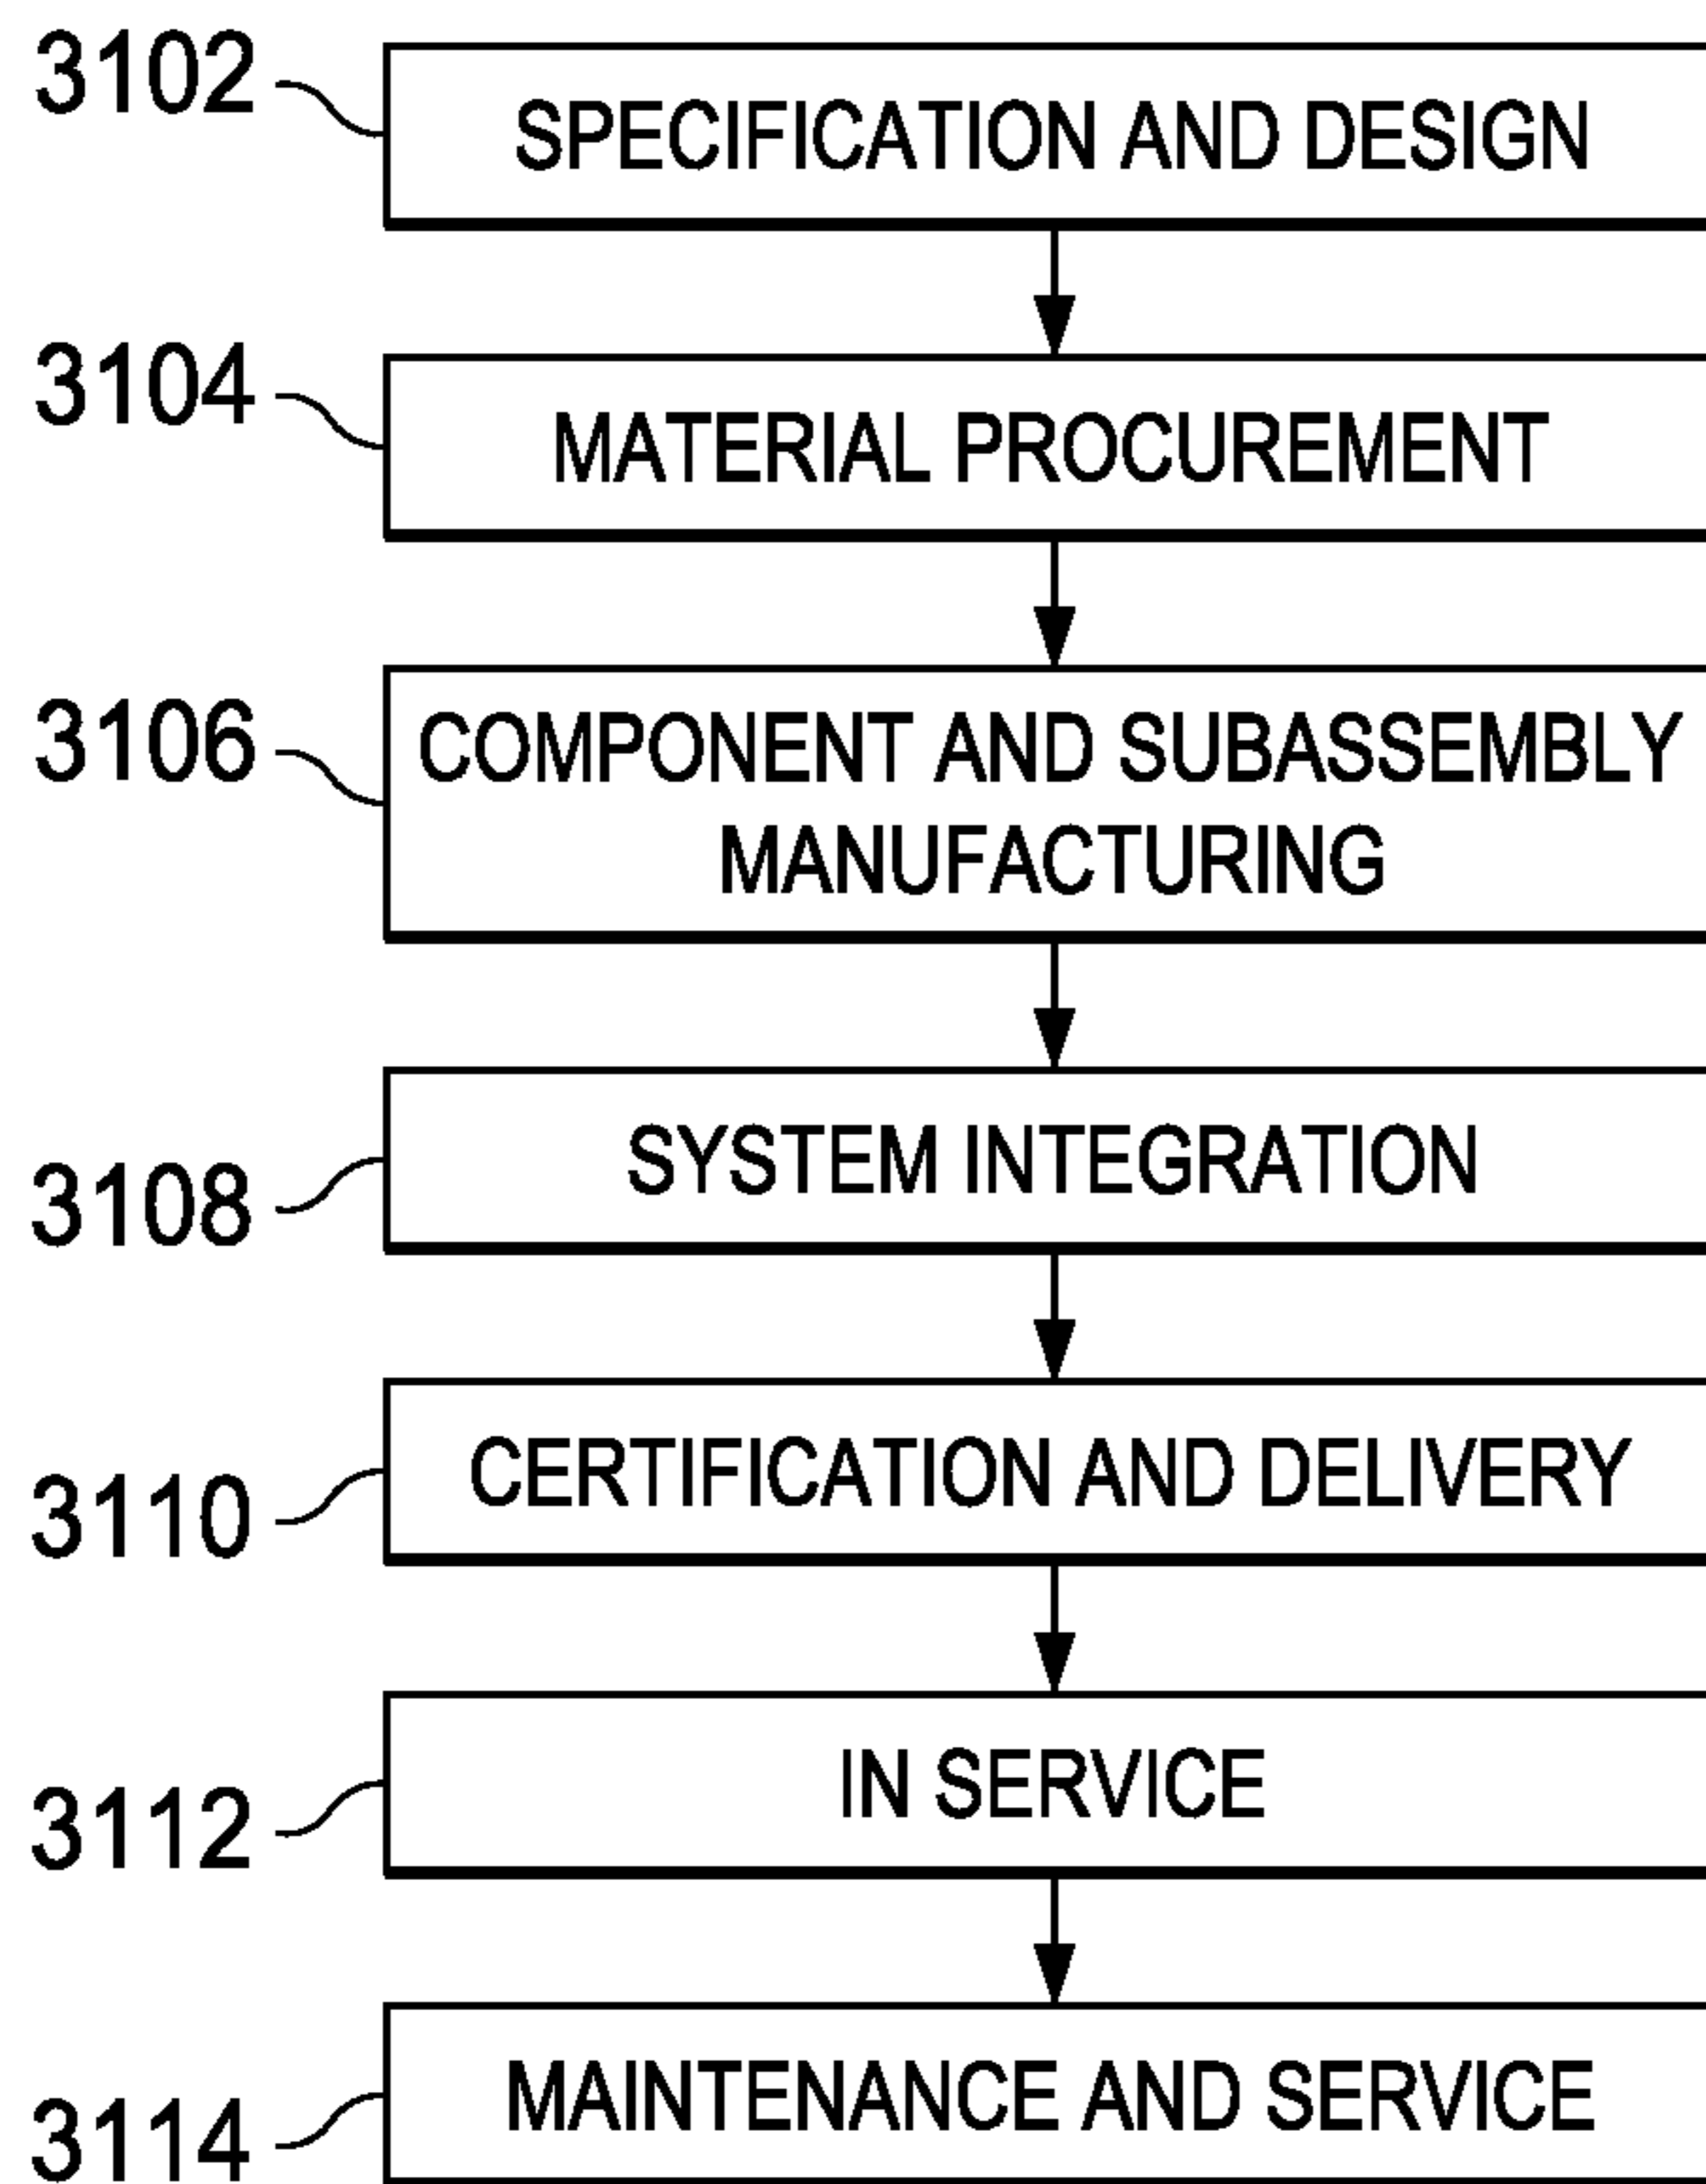 3102
SPECIFICATION AND DESIGN
3104
MATERIAL PROCUREMENT
3106
COMPONENT AND SUBASSEMBLY
MANUFACTURING
3108
SYSTEM INTEGRATION
3110
CERTIFICATION AND DELIVERY
3112
IN SERVICE
3114
MAINTENANCE AND SERVICE